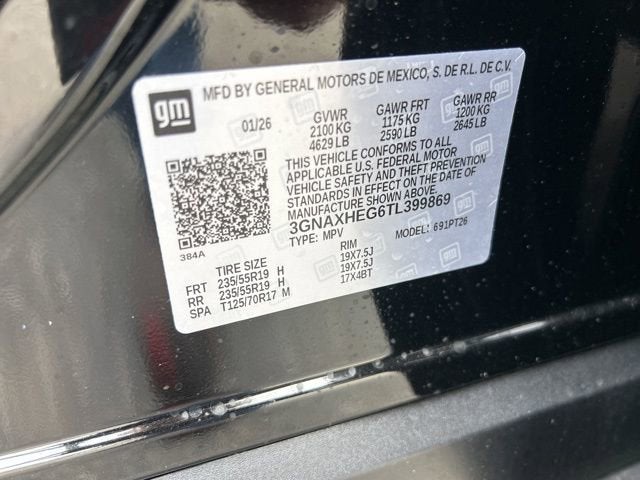 gm
MFD BY GENERAL MOTORS DE MEXICO, S. DE R.L. DE C.V.
01/26 GVWR GAWR FRT GAWR RR
2100 KG 1175 KG 1200 KG
4629 LB 2590 LB 2645 LB
THIS VEHICLE CONFORMS TO ALL
APPLICABLE U.S. FEDERAL MOTOR
VEHICLE SAFETY AND THEFT PREVENTION
STANDARDS IN EFFECT ON THE DATE OF
MANUFACTURE SHOWN ABOVE.
3GNAXHEG6TL399869
TYPE: MPV MODEL: 691PT26
384A
TIRE SIZE RIM
FRT 235/55R19 H 19X7.5J
RR 235/55R19 H 19X7.5J
SPA T125/70R17 M 17X4BT